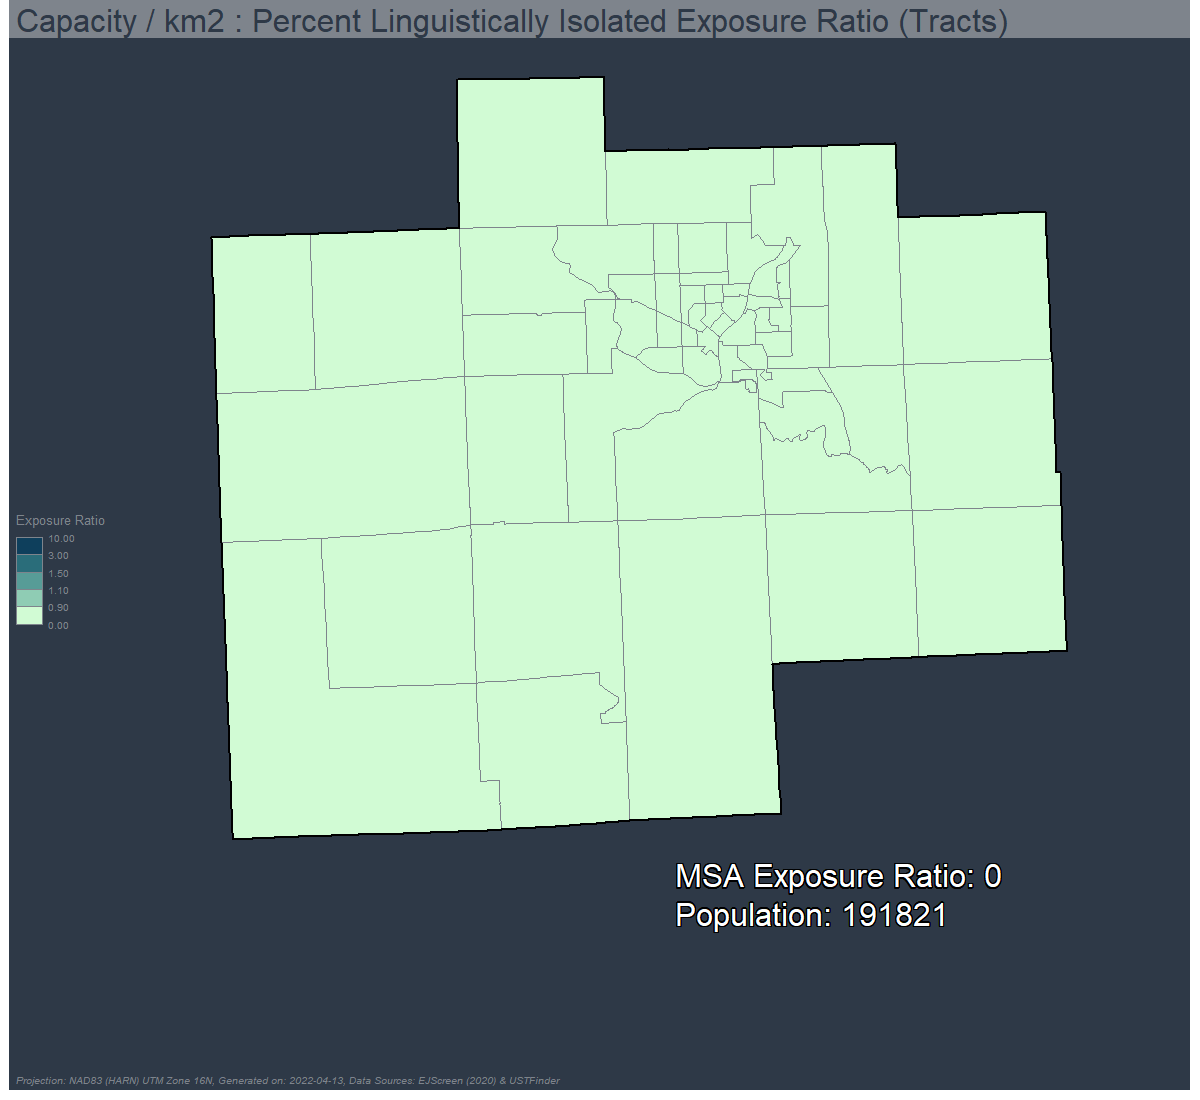 Capacity / km2 : Percent Linguistically Isolated Exposure Ratio (Tracts)
Exposure Ratio
10.00
3.00
1.50
1.10
0.90
0.00
MSA Exposure Ratio: 0
Population: 191821
Projection: NAD83 (HARN) UTM Zone 16N, Generated on: 2022-04-13, Data Sources: EJScreen (2020) & USTFinder